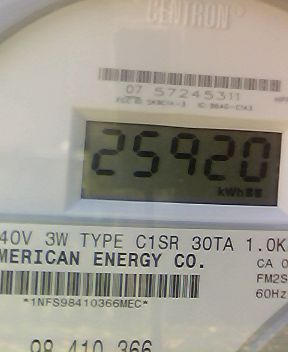 CENTRON
07 57245311
25920
kWh
40V 3W TYPE C1SR 30TA 1.0K
MERICAN ENERGY CO.
CA 0
FM2S
60Hz
*1NFS98410366MEC*
98 410 366